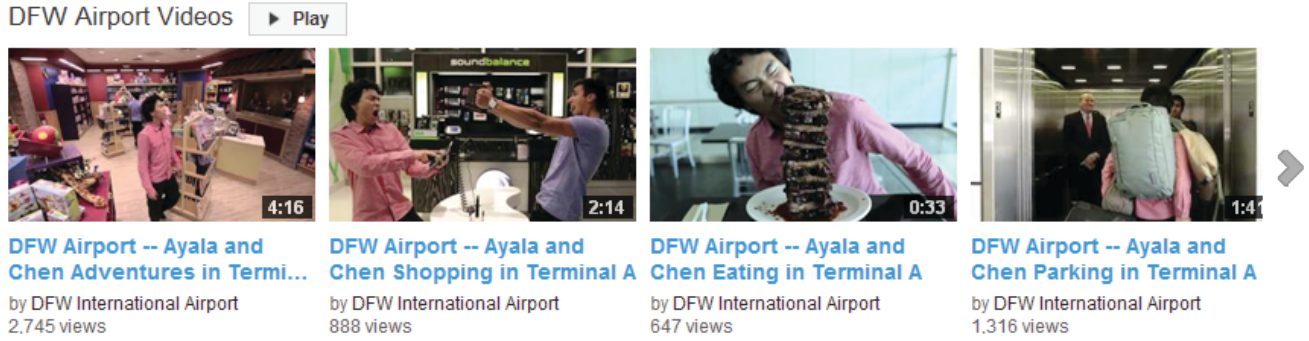 DFW Airport Videos
Play
soundbalance
4:16
2:14
0:33
1:41
DFW Airport -- Ayala and
Chen Adventures in Termi...
by DFW International Airport
2,745 views
DFW Airport -- Ayala and
Chen Shopping in Terminal A
by DFW International Airport
888 views
DFW Airport -- Ayala and
Chen Eating in Terminal A
by DFW International Airport
647 views
DFW Airport -- Ayala and
Chen Parking in Terminal A
by DFW International Airport
1,316 views